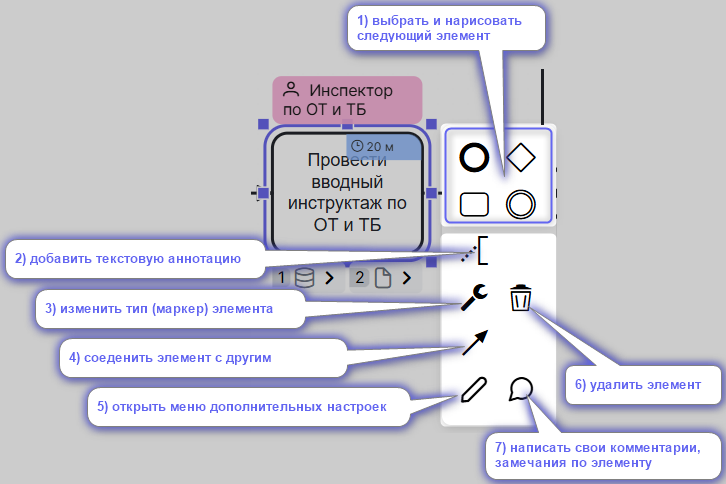 1) выбрать и нарисовать
следующий элемент
Инспектор
по ОТ и ТБ
20 м
Провести
вводный
инструктаж по
ОТ и ТБ
2) добавить текстовую аннотацию
1
2
3) изменить тип (маркер) элемента
4) соеденить элемент с другим
6) удалить элемент
5) открыть меню дополнительных настроек
7) написать свои комментарии,
замечания по элементу